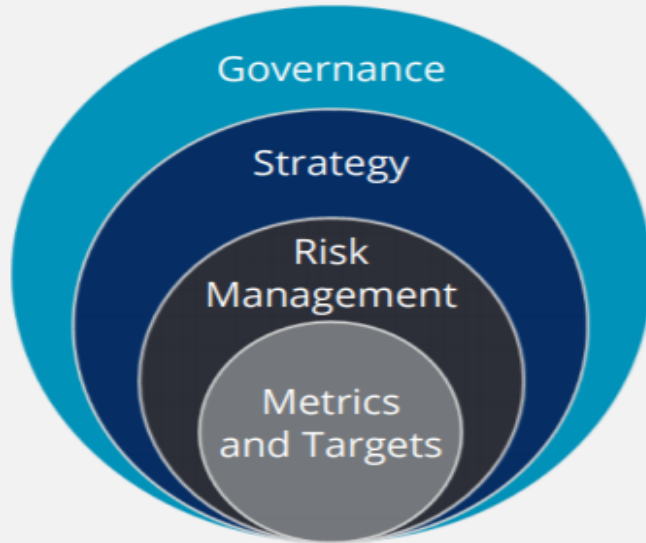 Governance
Strategy
Risk
Management
Metrics
and Targets